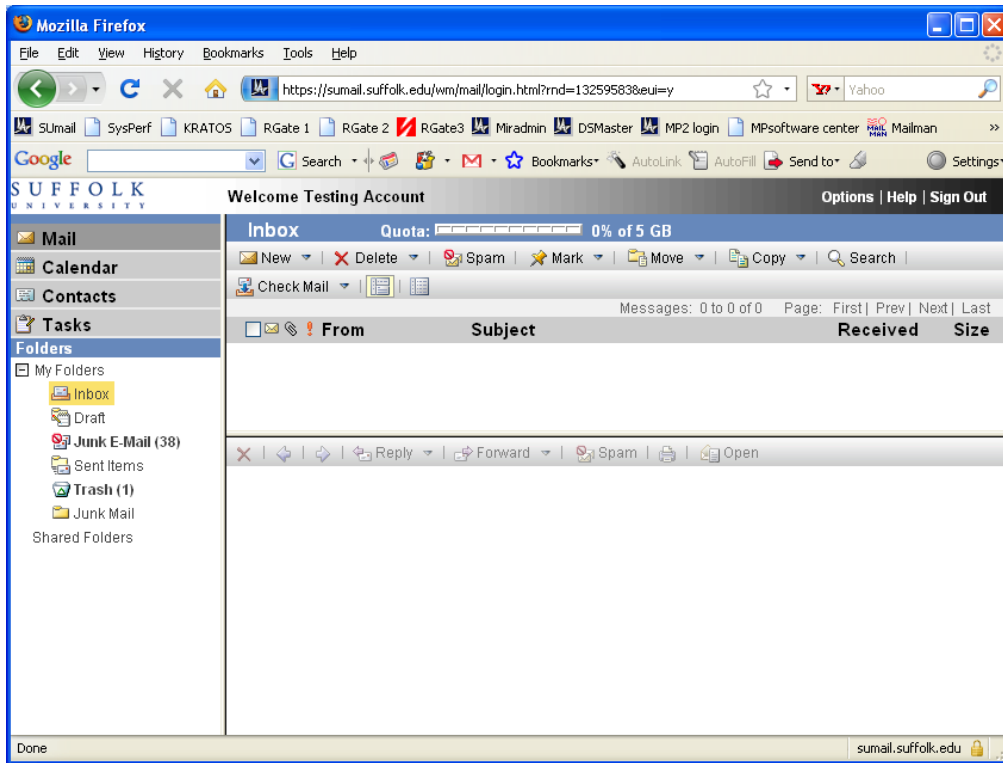 Mozilla Firefox
File Edit View History Bookmarks Tools Help
https://sumail.suffolk.edu/wm/mail/login.html?rnd=13259583&eui=y Yahoo
SUmail SysPerf KRATOS RGate 1 RGate 2 RGate3 Miradmin DSMaster MP2 login MPsoftware center Mailman »
Google Search Bookmarks AutoLink AutoFill Send to Settings
SUFFOLK
UNIVERSITY
Welcome Testing Account Options | Help | Sign Out
Mail
Calendar
Contacts
Tasks
Folders
My Folders
Inbox
Draft
Junk E-Mail (38)
Sent Items
Trash (1)
Junk Mail
Shared Folders
Inbox Quota: 0% of 5 GB
New | Delete | Spam | Mark | Move | Copy | Search |
Check Mail | |
Messages: 0 to 0 of 0 Page: First | Prev | Next | Last
! From Subject Received Size
| | | Reply | Forward | Spam | | Open
Done sumail.suffolk.edu